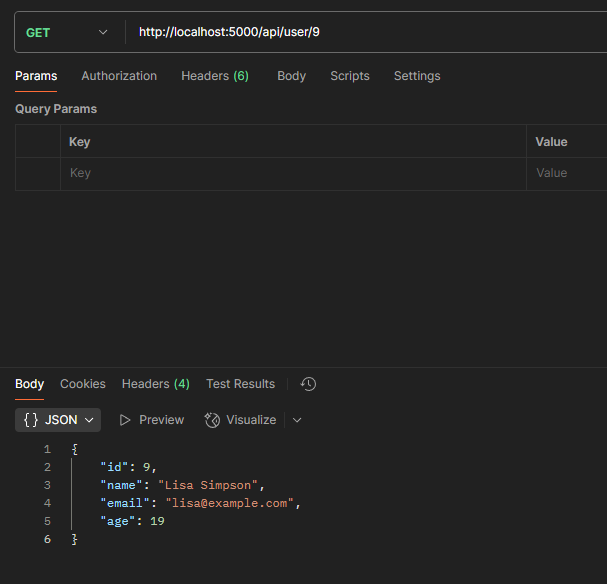 GET http://localhost:5000/api/user/9
Params Authorization Headers (6) Body Scripts Settings
Query Params
Key Value
Key Value
Body Cookies Headers (4) Test Results
{} JSON Preview Visualize
1 {
2 "id": 9,
3 "name": "Lisa Simpson",
4 "email": "lisa@example.com",
5 "age": 19
6 }